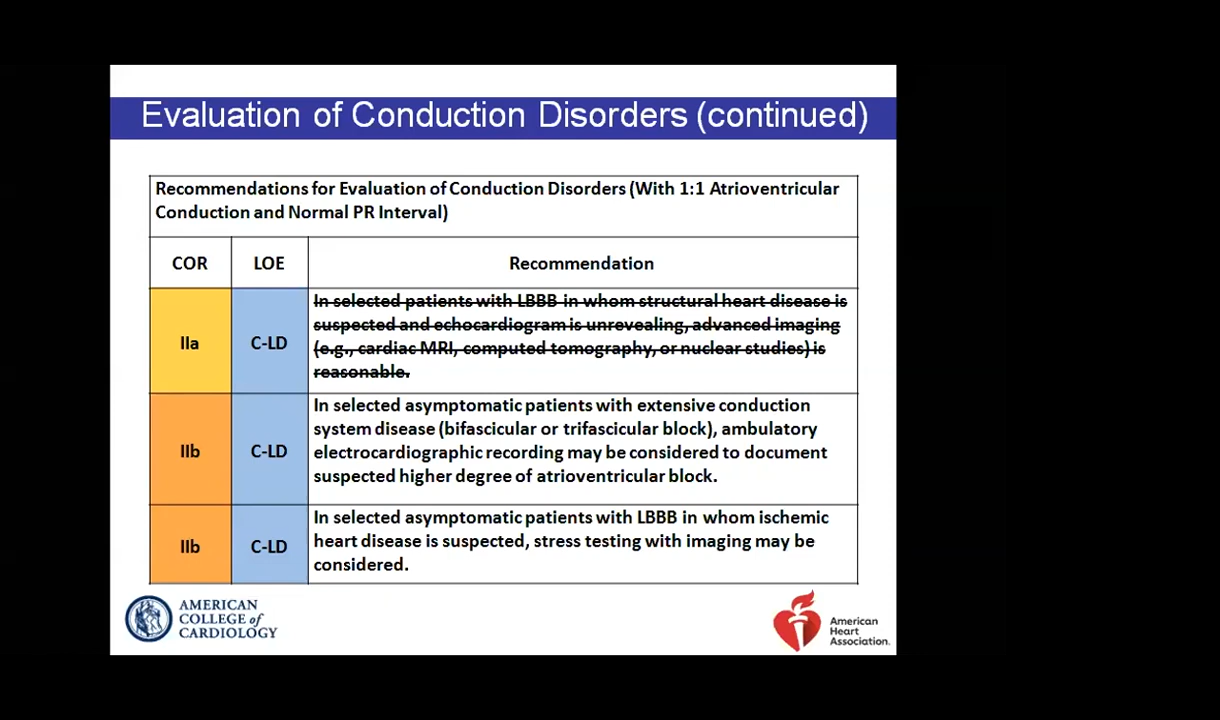 Evaluation of Conduction Disorders (continued)
Recommendations for Evaluation of Conduction Disorders (With 1:1 Atrioventricular
Conduction and Normal PR Interval)
COR LOE Recommendation
IIa C-LD
In selected patients with LBBB in whom structural heart disease is
suspected and echocardiogram is unrevealing, advanced imaging
(e.g., cardiac MRI, computed tomography, or nuclear studies) is
reasonable.
IIb C-LD
In selected asymptomatic patients with extensive conduction
system disease (bifascicular or trifascicular block), ambulatory
electrocardiographic recording may be considered to document
suspected higher degree of atrioventricular block.
IIb C-LD
In selected asymptomatic patients with LBBB in whom ischemic
heart disease is suspected, stress testing with imaging may be
considered.
AMERICAN
COLLEGE of
CARDIOLOGY
American
Heart
Association.